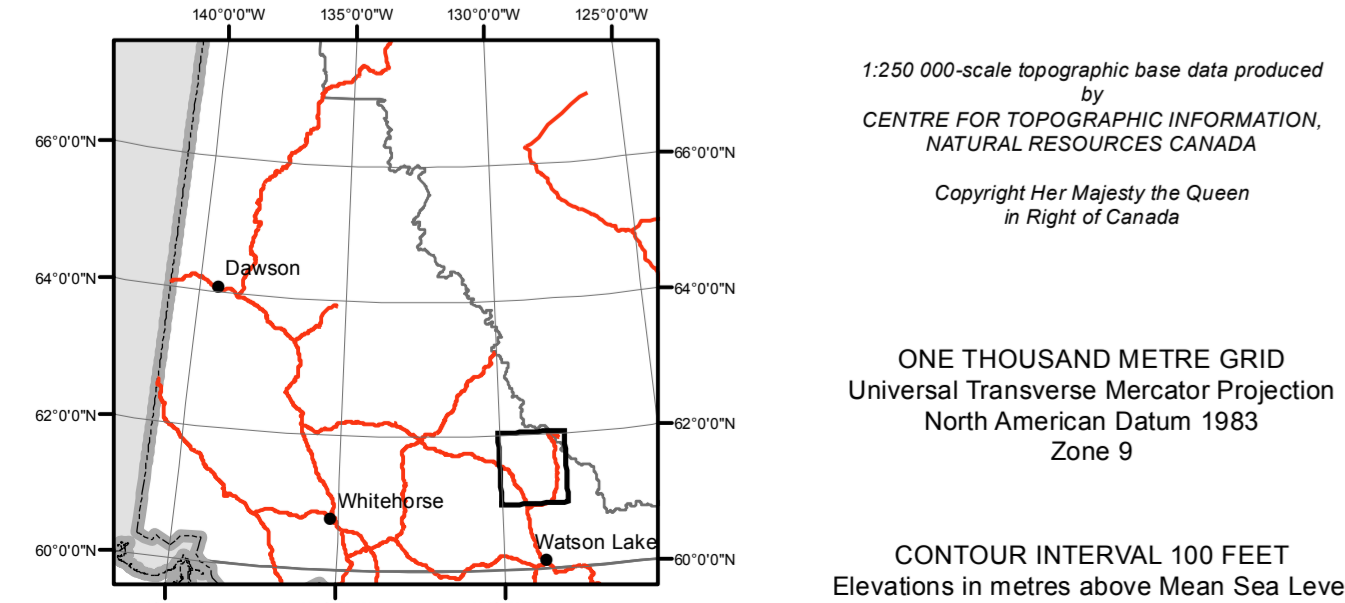 140°0'0"W
135°0'0"W
130°0'0"W
125°0'0"W
66°0'0"N
66°0'0"N
64°0'0"N
64°0'0"N
62°0'0"N
62°0'0"N
60°0'0"N
60°0'0"N
Dawson
Whitehorse
Watson Lake
1:250 000-scale topographic base data produced
by
CENTRE FOR TOPOGRAPHIC INFORMATION,
NATURAL RESOURCES CANADA
Copyright Her Majesty the Queen
in Right of Canada
ONE THOUSAND METRE GRID
Universal Transverse Mercator Projection
North American Datum 1983
Zone 9
CONTOUR INTERVAL 100 FEET
Elevations in metres above Mean Sea Leve